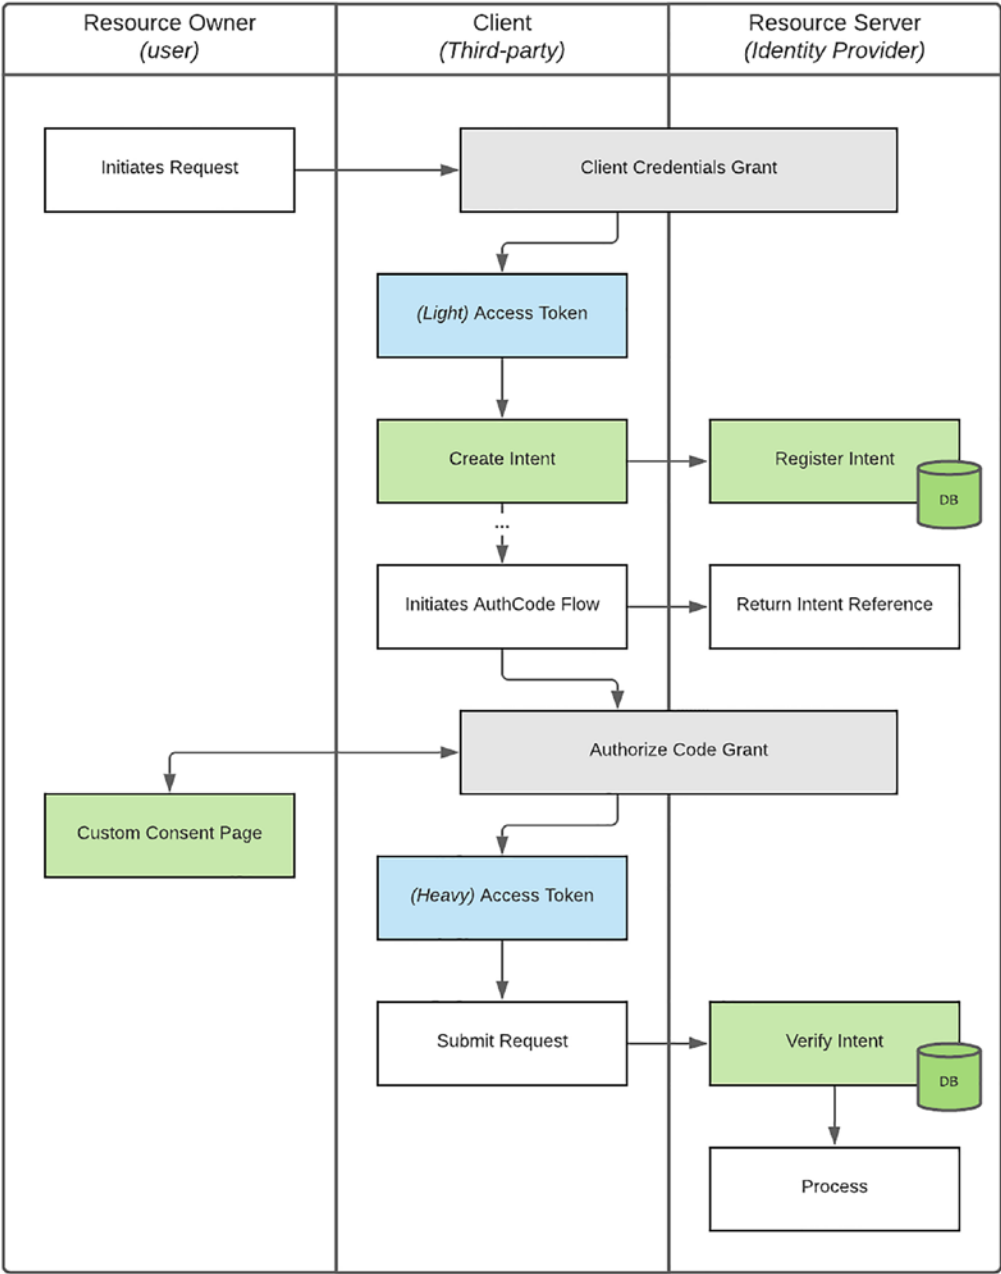 Resource Owner
(user)
Client
(Third-party)
Resource Server
(Identity Provider)
Initiates Request
Client Credentials Grant
(Light) Access Token
Create Intent
Register Intent
DB
...
Initiates AuthCode Flow
Return Intent Reference
Authorize Code Grant
Custom Consent Page
(Heavy) Access Token
Submit Request
Verify Intent
DB
Process